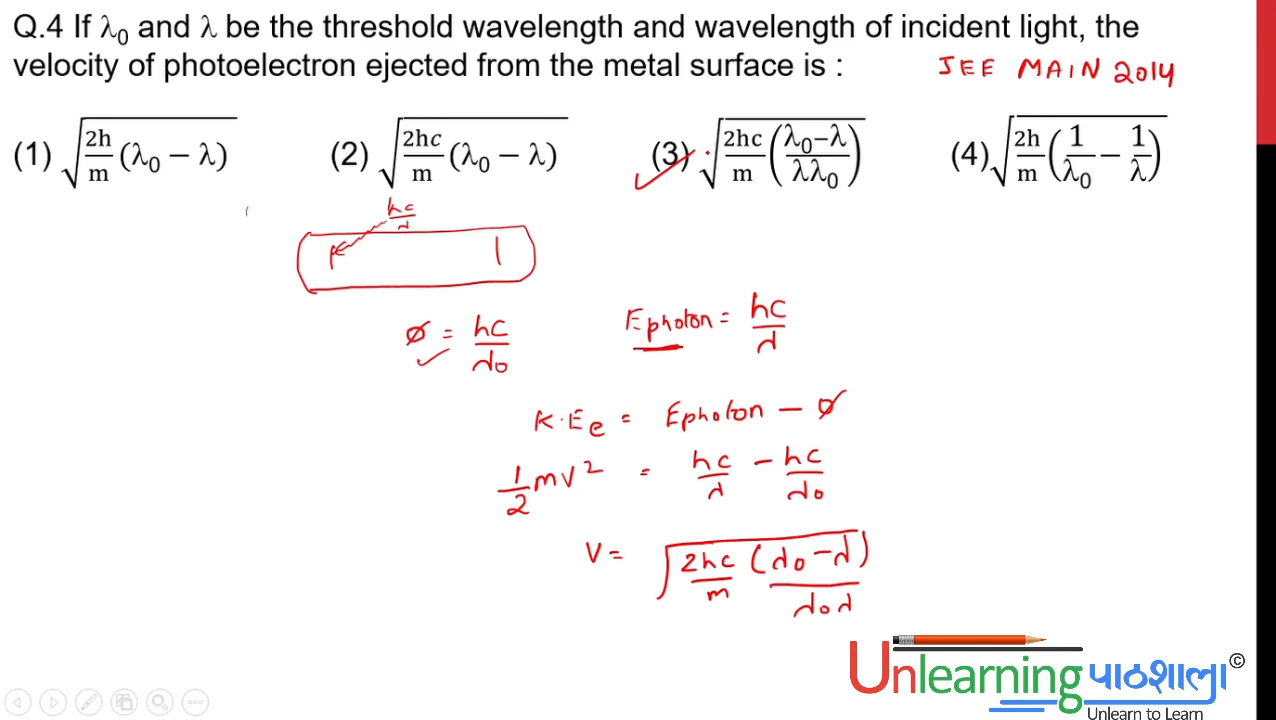 Q.4 If λ₀ and λ be the threshold wavelength and wavelength of incident light, the
velocity of photoelectron ejected from the metal surface is :
JEE MAIN 2014
(1) √(2h/m (λ₀ − λ)) (2) √(2hc/m (λ₀ − λ)) (3) √(2hc/m ((λ₀−λ)/(λλ₀))) (4) √(2h/m (1/λ₀ − 1/λ))
hc/λ
φ = hc/λ₀
Ephoton = hc/λ
K.Ee = Ephoton − φ
1/2 mv² = hc/λ − hc/λ₀
V = √(2hc/m (λ₀ − λ)/(λ₀λ))
Unlearning पाठशाला ©
Unlearn to Learn